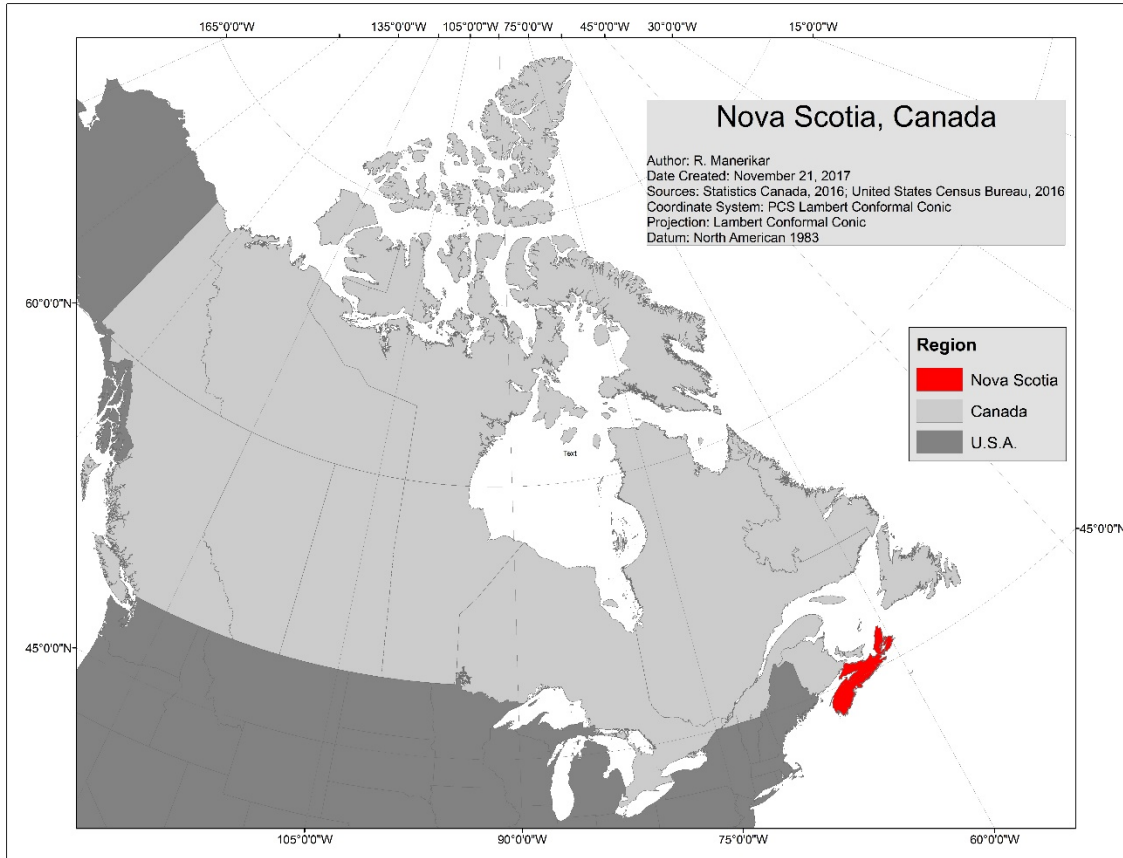 165°0'0"W 135°0'0"W 105°0'0"W 75°0'0"W 45°0'0"W 30°0'0"W 15°0'0"W
Nova Scotia, Canada
Author: R. Manerikar
Date Created: November 21, 2017
Sources: Statistics Canada, 2016; United States Census Bureau, 2016
Coordinate System: PCS Lambert Conformal Conic
Projection: Lambert Conformal Conic
Datum: North American 1983
60°0'0"N
Region
Nova Scotia
Canada
U.S.A.
Text
45°0'0"N
45°0'0"N
105°0'0"W 90°0'0"W 75°0'0"W 60°0'0"W